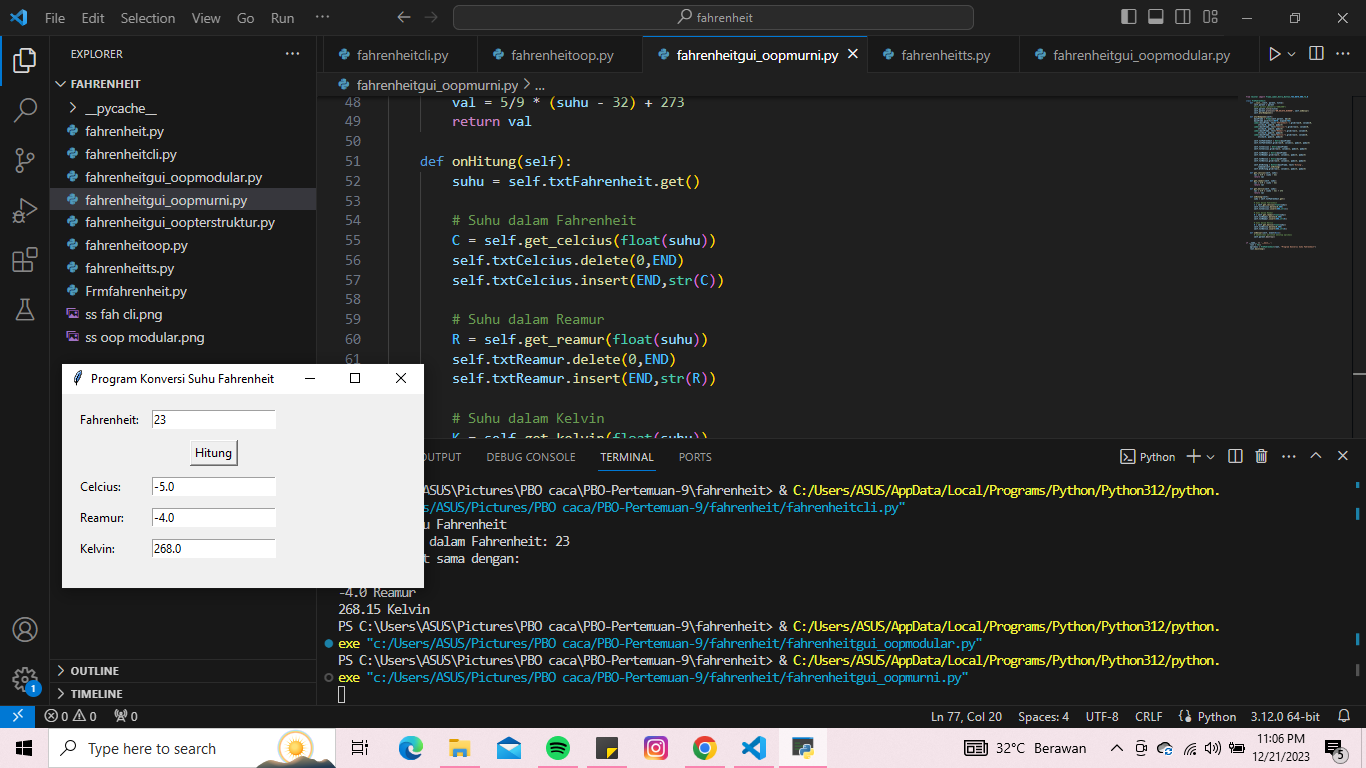 File Edit Selection View Go Run ... fahrenheit
EXPLORER ...
FAHRENHEIT
__pycache__
fahrenheit.py
fahrenheitcli.py
fahrenheitgui_oopmodular.py
fahrenheitgui_oopmurni.py
fahrenheitgui_oopterstruktur.py
fahrenheitoop.py
fahrenheitts.py
Frmfahrenheit.py
ss fah cli.png
ss oop modular.png
OUTLINE
TIMELINE
fahrenheitcli.py fahrenheitoop.py fahrenheitgui_oopmurni.py fahrenheitts.py fahrenheitgui_oopmodular.py
fahrenheitgui_oopmurni.py > ...
48 val = 5/9 * (suhu - 32) + 273
49 return val
50
51 def onHitung(self):
52 suhu = self.txtFahrenheit.get()
53
54 # Suhu dalam Fahrenheit
55 C = self.get_celcius(float(suhu))
56 self.txtCelcius.delete(0,END)
57 self.txtCelcius.insert(END,str(C))
58
59 # Suhu dalam Reamur
60 R = self.get_reamur(float(suhu))
61 self.txtReamur.delete(0,END)
self.txtReamur.insert(END,str(R))
# Suhu dalam Kelvin
K = self.get_kelvin(float(suhu))
Program Konversi Suhu Fahrenheit
Fahrenheit: 23
Hitung
Celcius: -5.0
Reamur: -4.0
Kelvin: 268.0
OUTPUT DEBUG CONSOLE TERMINAL PORTS Python
ASUS\Pictures\PBO caca\PBO-Pertemuan-9\fahrenheit> & C:/Users/ASUS/AppData/Local/Programs/Python/Python312/python.
/ASUS/Pictures/PBO caca/PBO-Pertemuan-9/fahrenheit/fahrenheitcli.py"
Fahrenheit
dalam Fahrenheit: 23
sama dengan:
-4.0 Reamur
268.15 Kelvin
PS C:\Users\ASUS\Pictures\PBO caca\PBO-Pertemuan-9\fahrenheit> & C:/Users/ASUS/AppData/Local/Programs/Python/Python312/python.
exe "c:/Users/ASUS/Pictures/PBO caca/PBO-Pertemuan-9/fahrenheit/fahrenheitgui_oopmodular.py"
PS C:\Users\ASUS\Pictures\PBO caca\PBO-Pertemuan-9\fahrenheit> & C:/Users/ASUS/AppData/Local/Programs/Python/Python312/python.
exe "c:/Users/ASUS/Pictures/PBO caca/PBO-Pertemuan-9/fahrenheit/fahrenheitgui_oopmurni.py"
1
0 0 0 Ln 77, Col 20 Spaces: 4 UTF-8 CRLF Python 3.12.0 64-bit
Type here to search 32°C Berawan 11:06 PM
12/21/2023
5